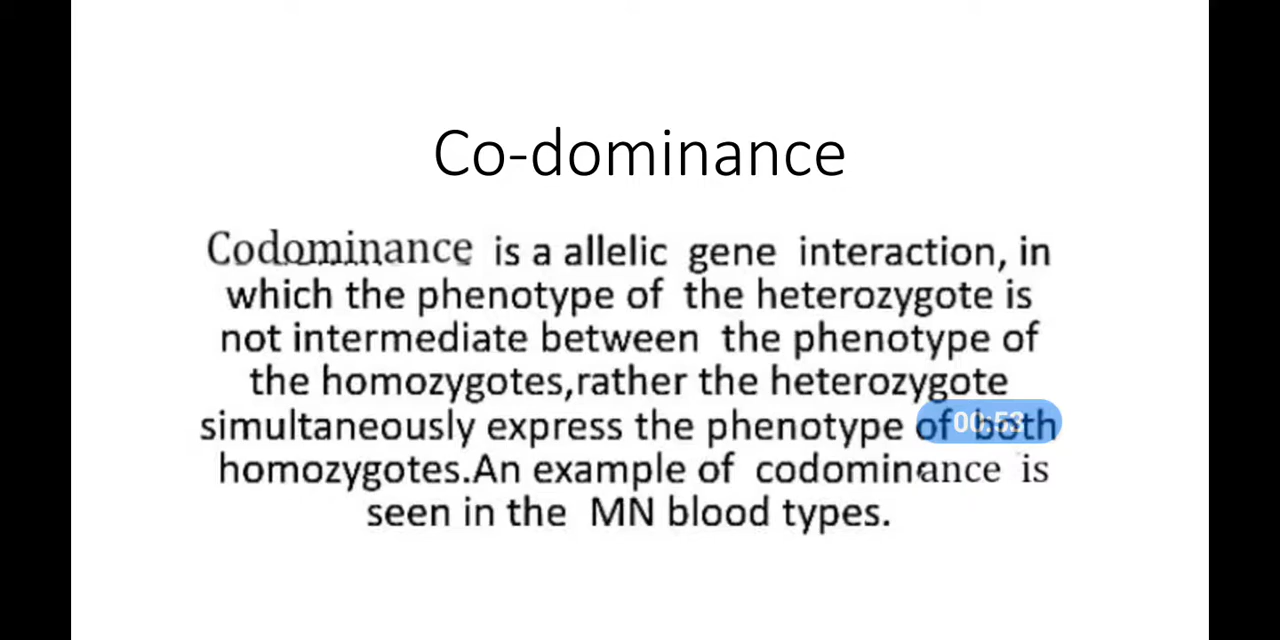 Co-dominance
Codominance is a allelic gene interaction, in
which the phenotype of the heterozygote is
not intermediate between the phenotype of
the homozygotes,rather the heterozygote
simultaneously express the phenotype of both
00:53
homozygotes.An example of codominance is
seen in the MN blood types.